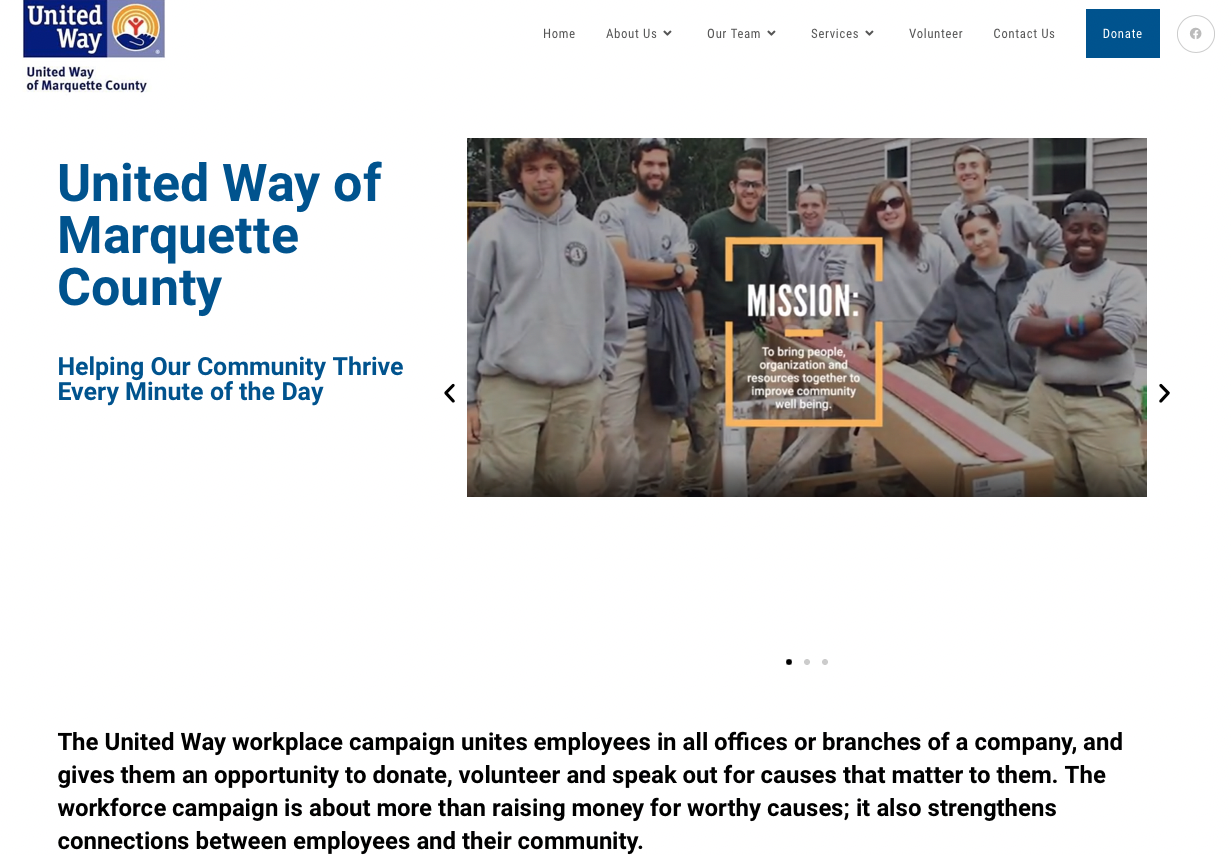 United
Way
United Way
of Marquette County
Home
About Us
Our Team
Services
Volunteer
Contact Us
Donate
United Way of
Marquette
County
Helping Our Community Thrive
Every Minute of the Day
MISSION:
To bring people,
organization and
resources together to
improve community
well being.
The United Way workplace campaign unites employees in all offices or branches of a company, and
gives them an opportunity to donate, volunteer and speak out for causes that matter to them. The
workforce campaign is about more than raising money for worthy causes; it also strengthens
connections between employees and their community.